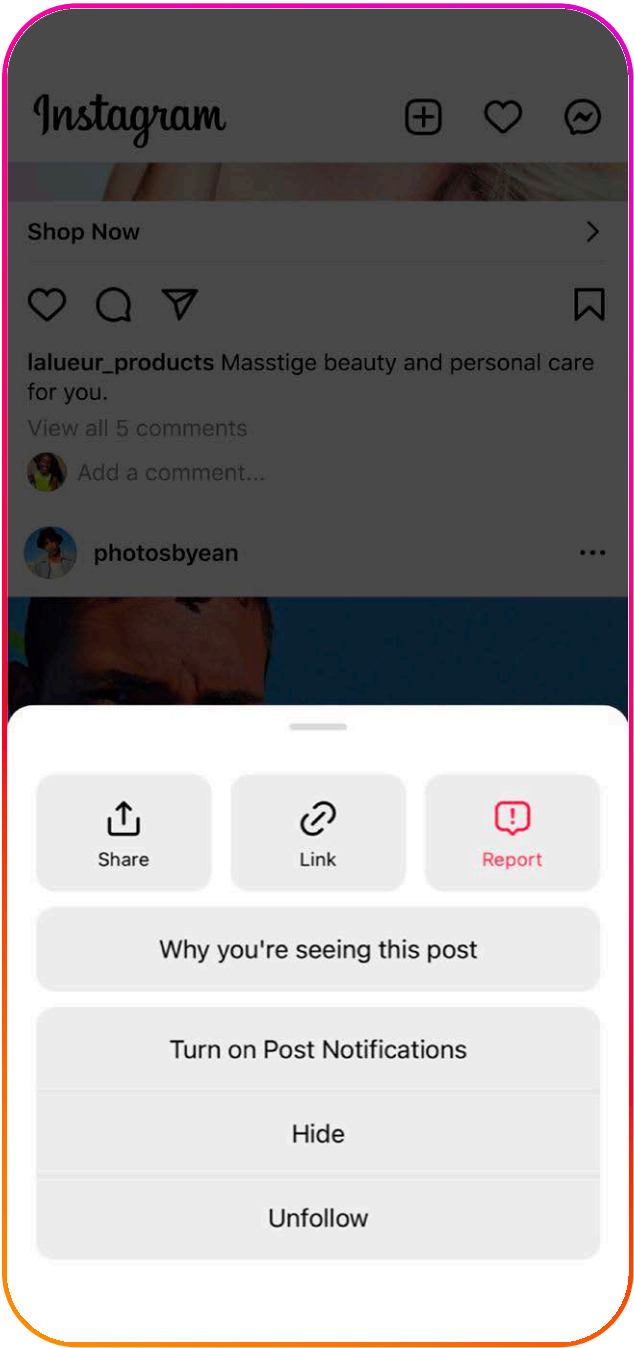 Instagram
Shop Now
lalueur_products Masstige beauty and personal care
for you.
View all 5 comments
Add a comment...
photosbyean
Share
Link
Report
Why you're seeing this post
Turn on Post Notifications
Hide
Unfollow